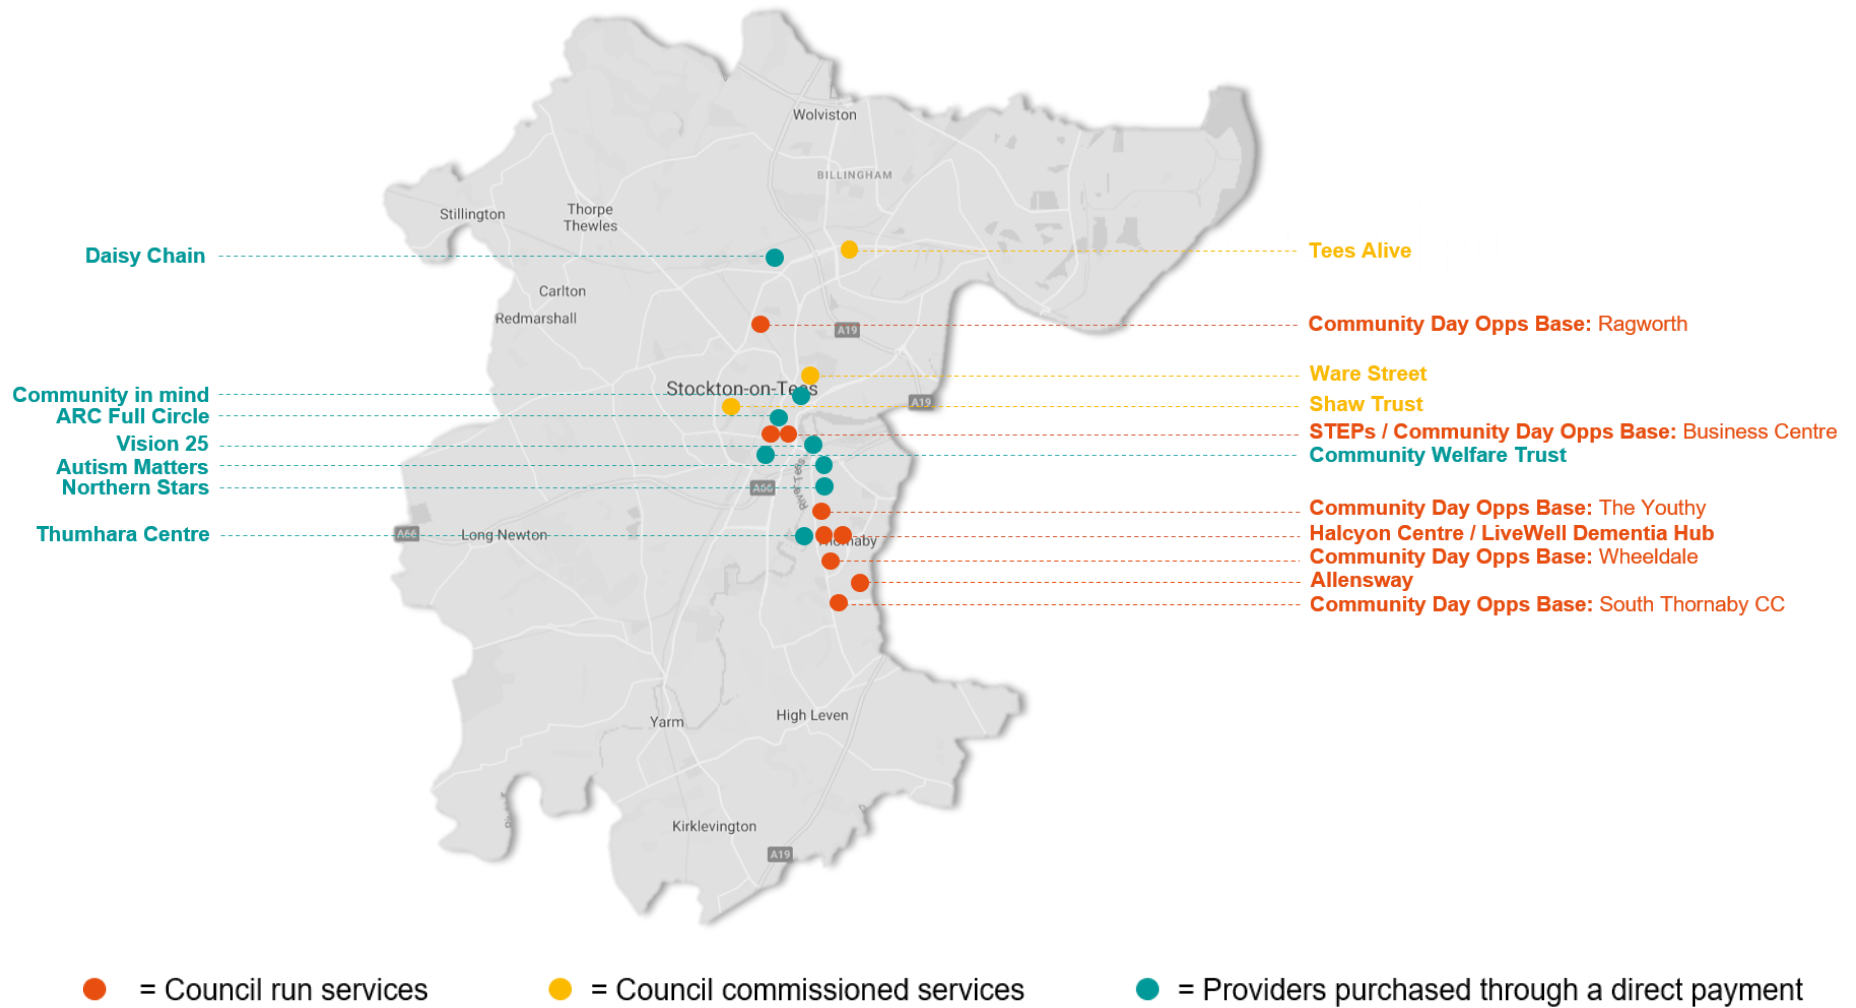 Wolviston
BILLINGHAM
Stillington
Thorpe
Thewles
Daisy Chain
Tees Alive
Carlton
Redmarshall
Community Day Opps Base: Ragworth
A19
Ware Street
Stockton-on-Tees
Community in mind
A19
Shaw Trust
ARC Full Circle
STEPs / Community Day Opps Base: Business Centre
Vision 25
Community Welfare Trust
Autism Matters
River Tees
Northern Stars
A66
Community Day Opps Base: The Youthy
Thumhara Centre
A66
Long Newton
Thornaby
Halcyon Centre / LiveWell Dementia Hub
Community Day Opps Base: Wheeldale
Allensway
Community Day Opps Base: South Thornaby CC
Yarm
High Leven
Kirklevington
A19
= Council run services
= Council commissioned services
= Providers purchased through a direct payment